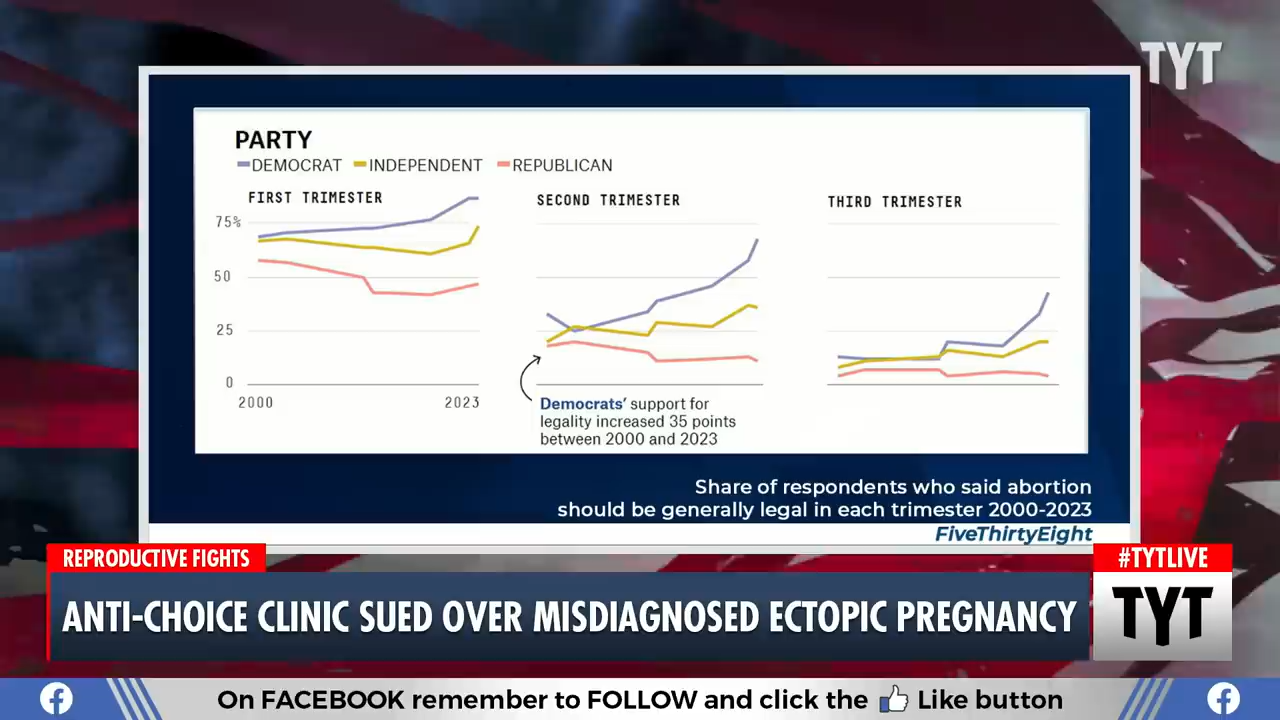 TYT
PARTY
DEMOCRAT INDEPENDENT REPUBLICAN
FIRST TRIMESTER
SECOND TRIMESTER
THIRD TRIMESTER
75%
50
25
0
2000 2023
Democrats' support for
legality increased 35 points
between 2000 and 2023
Share of respondents who said abortion
should be generally legal in each trimester 2000-2023
FiveThirtyEight
REPRODUCTIVE FIGHTS
#TYTLIVE
ANTI-CHOICE CLINIC SUED OVER MISDIAGNOSED ECTOPIC PREGNANCY
TYT
On FACEBOOK remember to FOLLOW and click the Like button